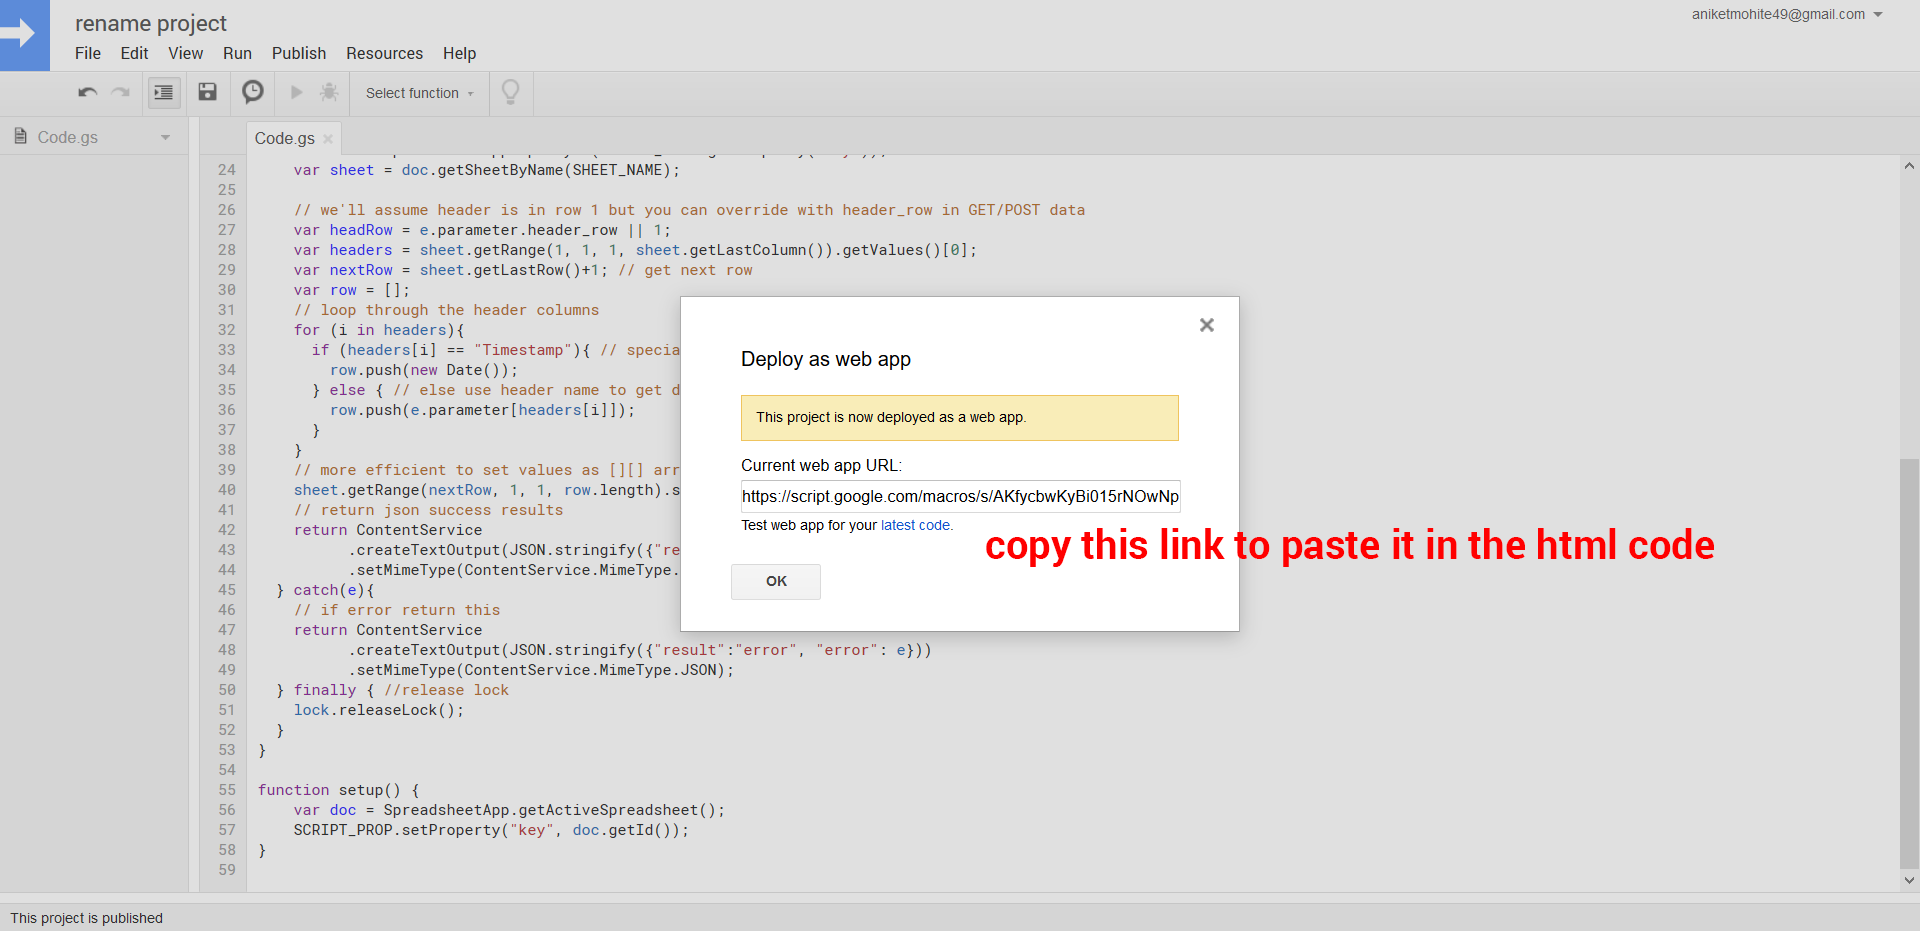 rename project
aniketmohite49@gmail.com
File Edit View Run Publish Resources Help
Select function
Code.gs
Code.gs
24 var sheet = doc.getSheetByName(SHEET_NAME);
25
26 // we'll assume header is in row 1 but you can override with header_row in GET/POST data
27 var headRow = e.parameter.header_row || 1;
28 var headers = sheet.getRange(1, 1, 1, sheet.getLastColumn()).getValues()[0];
29 var nextRow = sheet.getLastRow()+1; // get next row
30 var row = [];
31 // loop through the header columns
32 for (i in headers){
33 if (headers[i] == "Timestamp"){ // specia
34 row.push(new Date());
35 } else { // else use header name to get d
36 row.push(e.parameter[headers[i]]);
37 }
38 }
39 // more efficient to set values as [][] arr
40 sheet.getRange(nextRow, 1, 1, row.length).s
41 // return json success results
42 return ContentService
43 .createTextOutput(JSON.stringify({"re
44 .setMimeType(ContentService.MimeType.
45 } catch(e){
46 // if error return this
47 return ContentService
48 .createTextOutput(JSON.stringify({"result":"error", "error": e}))
49 .setMimeType(ContentService.MimeType.JSON);
50 } finally { //release lock
51 lock.releaseLock();
52 }
53 }
54
55 function setup() {
56 var doc = SpreadsheetApp.getActiveSpreadsheet();
57 SCRIPT_PROP.setProperty("key", doc.getId());
58 }
59
Deploy as web app
This project is now deployed as a web app.
Current web app URL:
https://script.google.com/macros/s/AKfycbwKyBi015rNOwNp
Test web app for your latest code.
OK
copy this link to paste it in the html code
This project is published